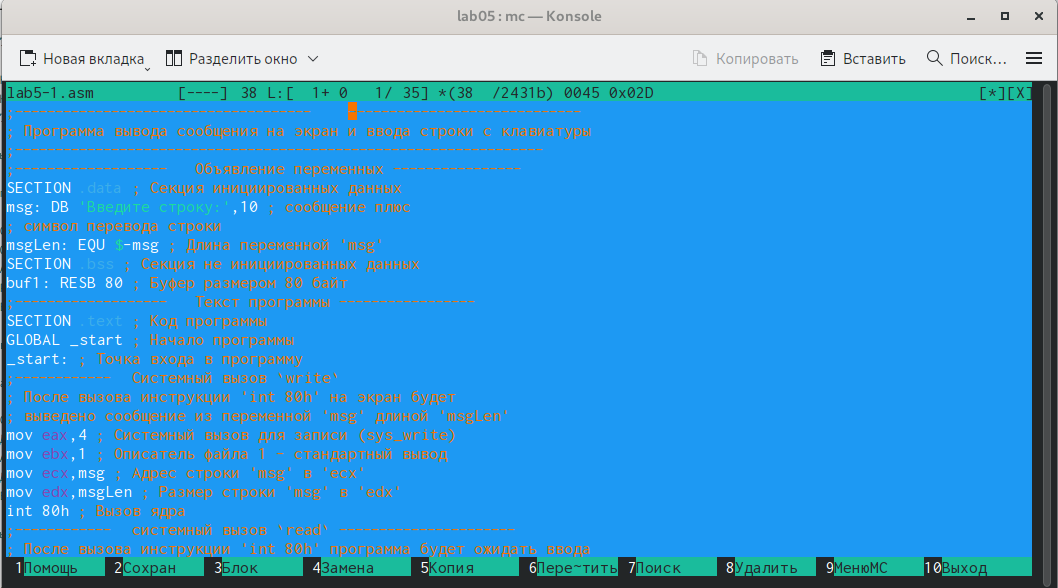 lab05 : mc — Konsole
Новая вкладка Разделить окно Копировать Вставить Поиск...
lab5-1.asm [----] 38 L:[ 1+ 0 1/ 35] *(38 /2431b) 0045 0x02D [*][X]
;--------------------------------- - -------------------------
; Программа вывода сообщения на экран и ввода строки с клавиатуры
;-----------------------------------------------------------
;----------------- Объявление переменных --------------
SECTION .data ; Секция инициированных данных
msg: DB 'Введите строку:',10 ; сообщение плюс
; символ перевода строки
msgLen: EQU $-msg ; Длина переменной 'msg'
SECTION .bss ; Секция не инициированных данных
buf1: RESB 80 ; Буфер размером 80 байт
;----------------- Текст программы ---------------
SECTION .text ; Код программы
GLOBAL _start ; Начало программы
_start: ; Точка входа в программу
;----------- Системный вызов `write`
; После вызова инструкции 'int 80h' на экран будет
; выведено сообщение из переменной 'msg' длиной 'msgLen'
mov eax,4 ; Системный вызов для записи (sys_write)
mov ebx,1 ; Описатель файла 1 - стандартный вывод
mov ecx,msg ; Адрес строки 'msg' в 'ecx'
mov edx,msgLen ; Размер строки 'msg' в 'edx'
int 80h ; Вызов ядра
;----------- системный вызов `read` --------------------
; После вызова инструкции 'int 80h' программа будет ожидать ввода
1Помощь 2Сохран 3Блок 4Замена 5Копия 6Пере~тить 7Поиск 8Удалить 9МенюMC 10Выход